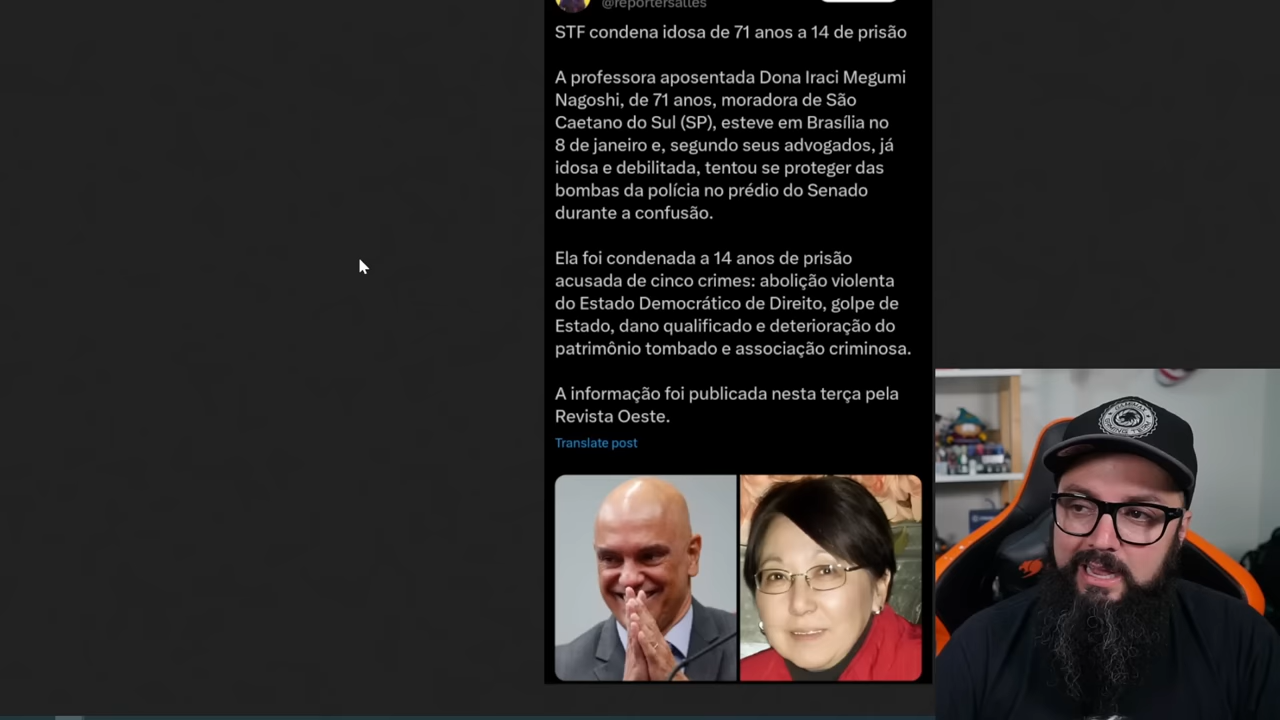 @reportersalles
STF condena idosa de 71 anos a 14 de prisão
A professora aposentada Dona Iraci Megumi
Nagoshi, de 71 anos, moradora de São
Caetano do Sul (SP), esteve em Brasília no
8 de janeiro e, segundo seus advogados, já
idosa e debilitada, tentou se proteger das
bombas da polícia no prédio do Senado
durante a confusão.
Ela foi condenada a 14 anos de prisão
acusada de cinco crimes: abolição violenta
do Estado Democrático de Direito, golpe de
Estado, dano qualificado e deterioração do
patrimônio tombado e associação criminosa.
A informação foi publicada nesta terça pela
Revista Oeste.
Translate post